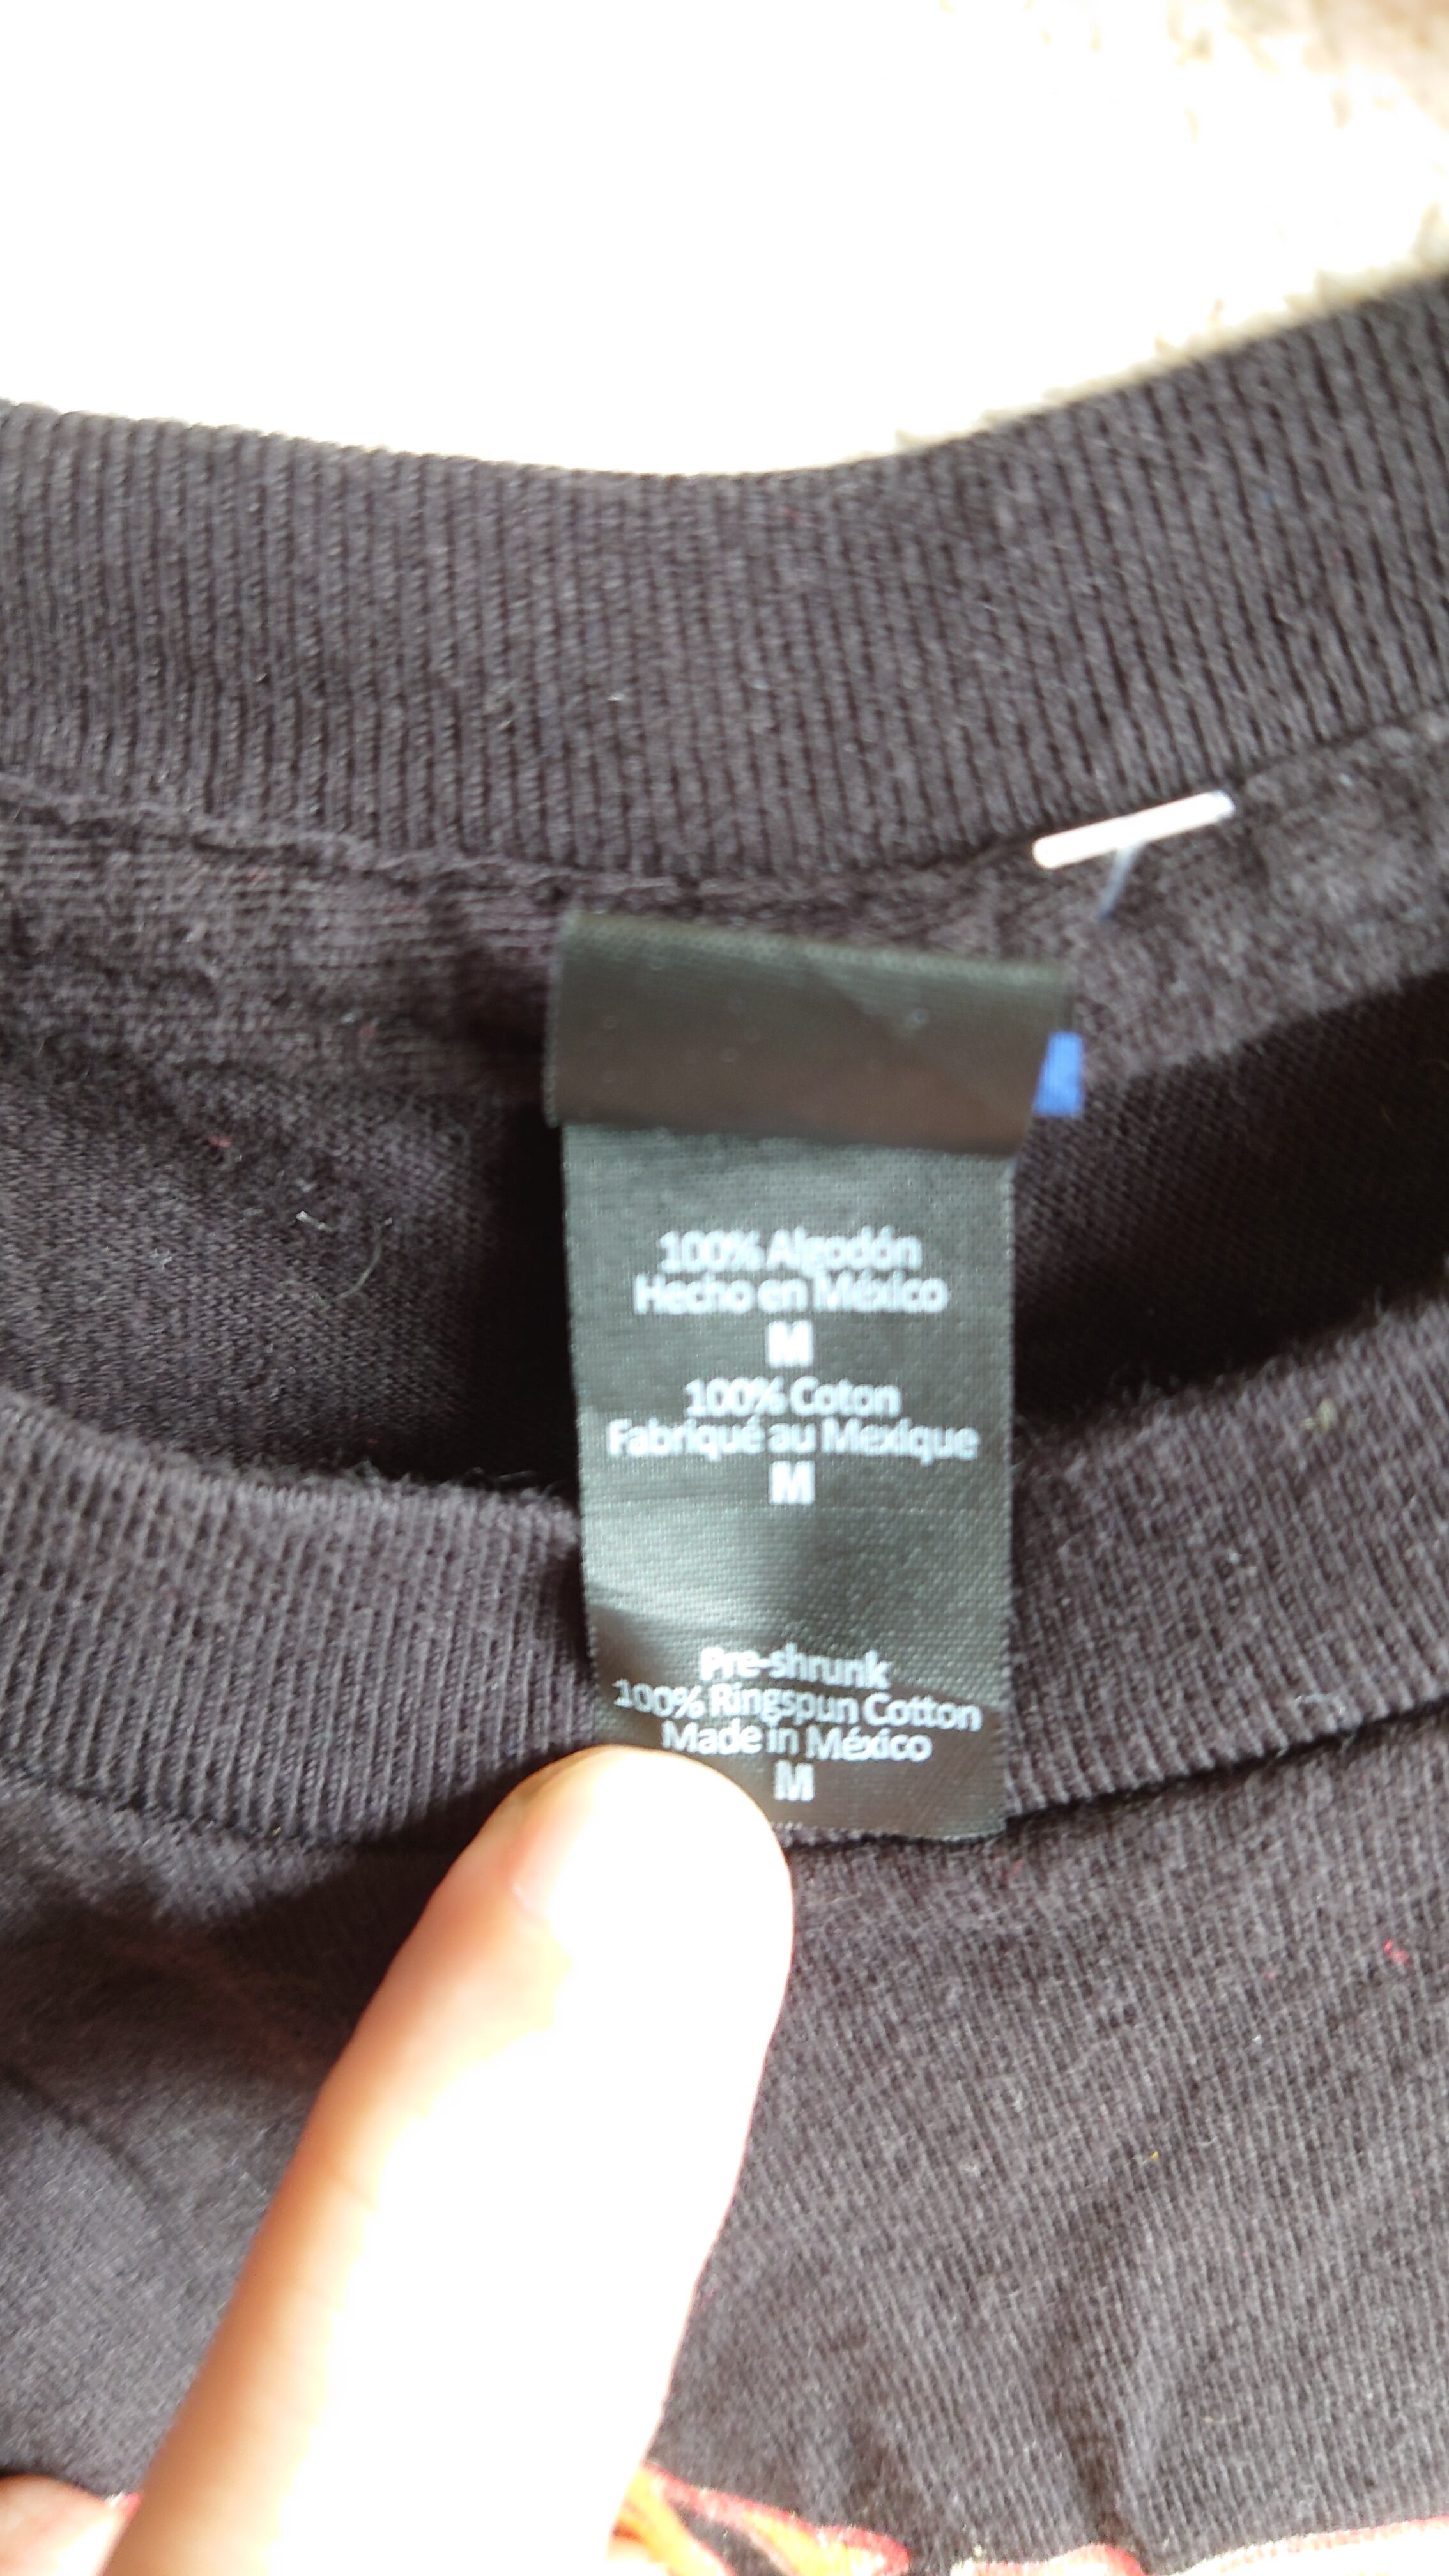 100% Algodón
Hecho en México
M
100% Coton
Fabriqué au Mexique
M
Pre-shrunk
100% Ringspun Cotton
Made in México
M